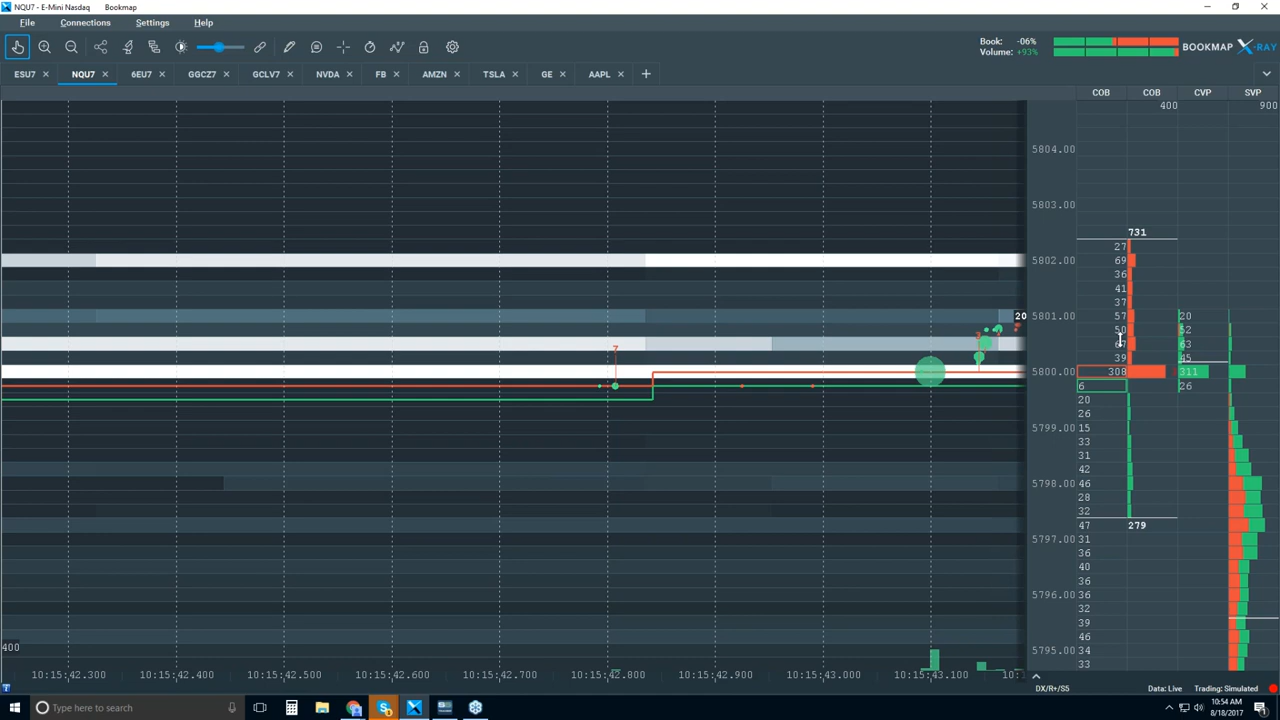 NQU7 - E-Mini Nasdaq Bookmap
File Connections Settings Help
Book: -06%
Volume: +93%
BOOKMAP X-RAY
ESU7 NQU7 6EU7 GGCZ7 GCLV7 NVDA FB AMZN TSLA GE AAPL
COB COB CVP SVP
400 900
5804.00
5803.00
731
27
5802.00 69
36
41
37
20 5801.00 57 20
50 52
7 63
39 45
5800.00 308 311
6 26
20
26
5799.00 15
33
31
42
5798.00 46
28
32
47 279
5797.00 31
36
40
36
5796.00 36
32
39
46
400 5795.00 34
33
10:15:42.300 10:15:42.400 10:15:42.500 10:15:42.600 10:15:42.700 10:15:42.800 10:15:42.900 10:15:43.000 10:15:43.100
DX/R+/S5 Data: Live Trading: Simulated
Type here to search
10:54 AM
8/18/2017